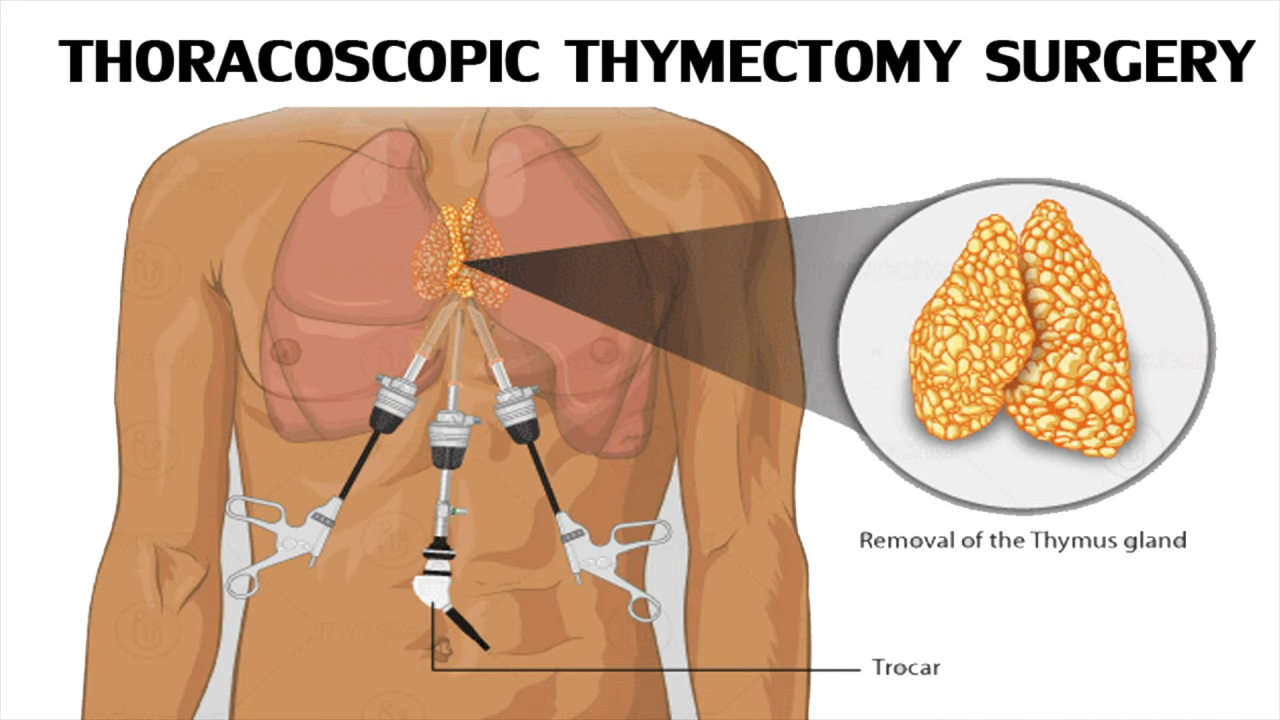 THORACOSCOPIC THYMECTOMY SURGERY
Removal of the Thymus gland
Trocar